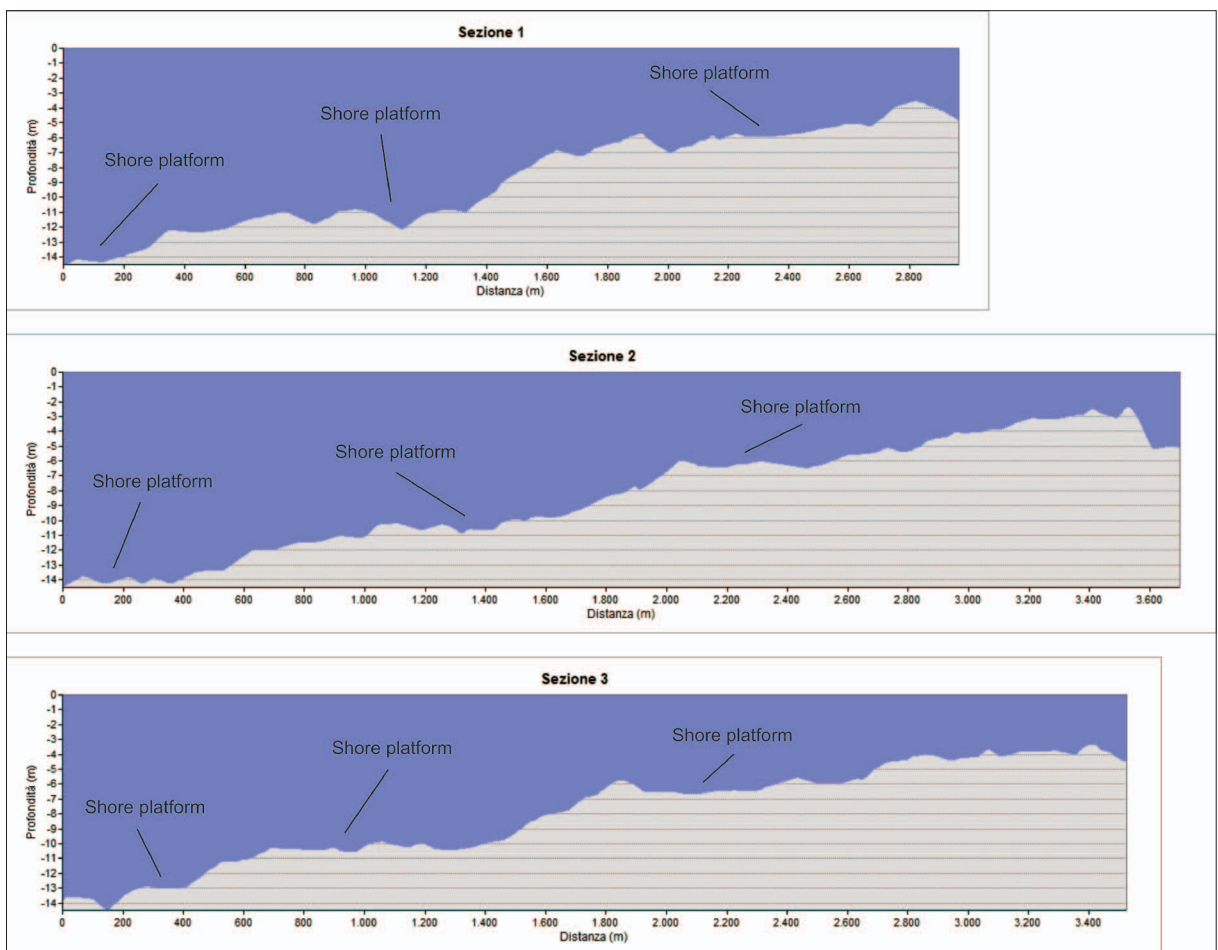 Sezione 1
Profondità (m)
0
-1
-2
-3
-4
-5
-6
-7
-8
-9
-10
-11
-12
-13
-14
Shore platform
Shore platform
Shore platform
0 200 400 600 800 1.000 1.200 1.400 1.600 1.800 2.000 2.200 2.400 2.600 2.800
Distanza (m)
Sezione 2
Profondità (m)
0
-1
-2
-3
-4
-5
-6
-7
-8
-9
-10
-11
-12
-13
-14
Shore platform
Shore platform
Shore platform
0 200 400 600 800 1.000 1.200 1.400 1.600 1.800 2.000 2.200 2.400 2.600 2.800 3.000 3.200 3.400 3.600
Distanza (m)
Sezione 3
Profondità (m)
0
-1
-2
-3
-4
-5
-6
-7
-8
-9
-10
-11
-12
-13
-14
Shore platform
Shore platform
Shore platform
0 200 400 600 800 1.000 1.200 1.400 1.600 1.800 2.000 2.200 2.400 2.600 2.800 3.000 3.200 3.400
Distanza (m)